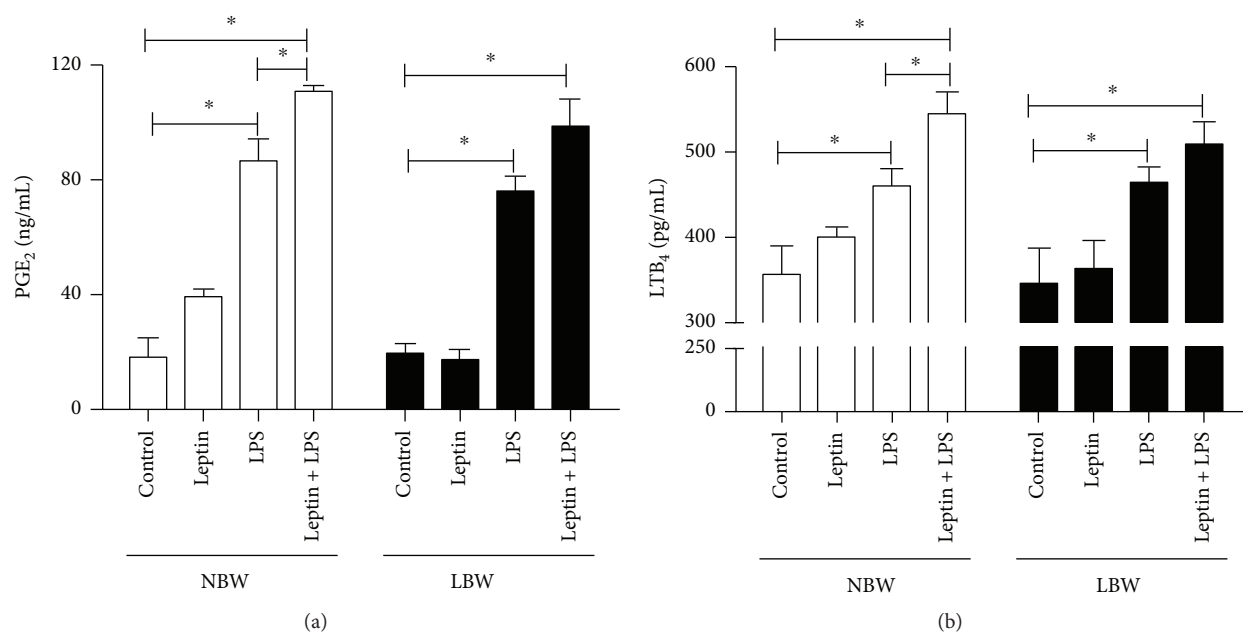 *
*
*
*
*
120
80
40
0
PGE₂ (ng/mL)
Control
Leptin
LPS
Leptin + LPS
Control
Leptin
LPS
Leptin + LPS
NBW
LBW
(a)
*
*
*
*
*
600
500
400
300
250
0
LTB₄ (pg/mL)
Control
Leptin
LPS
Leptin + LPS
Control
Leptin
LPS
Leptin + LPS
NBW
LBW
(b)